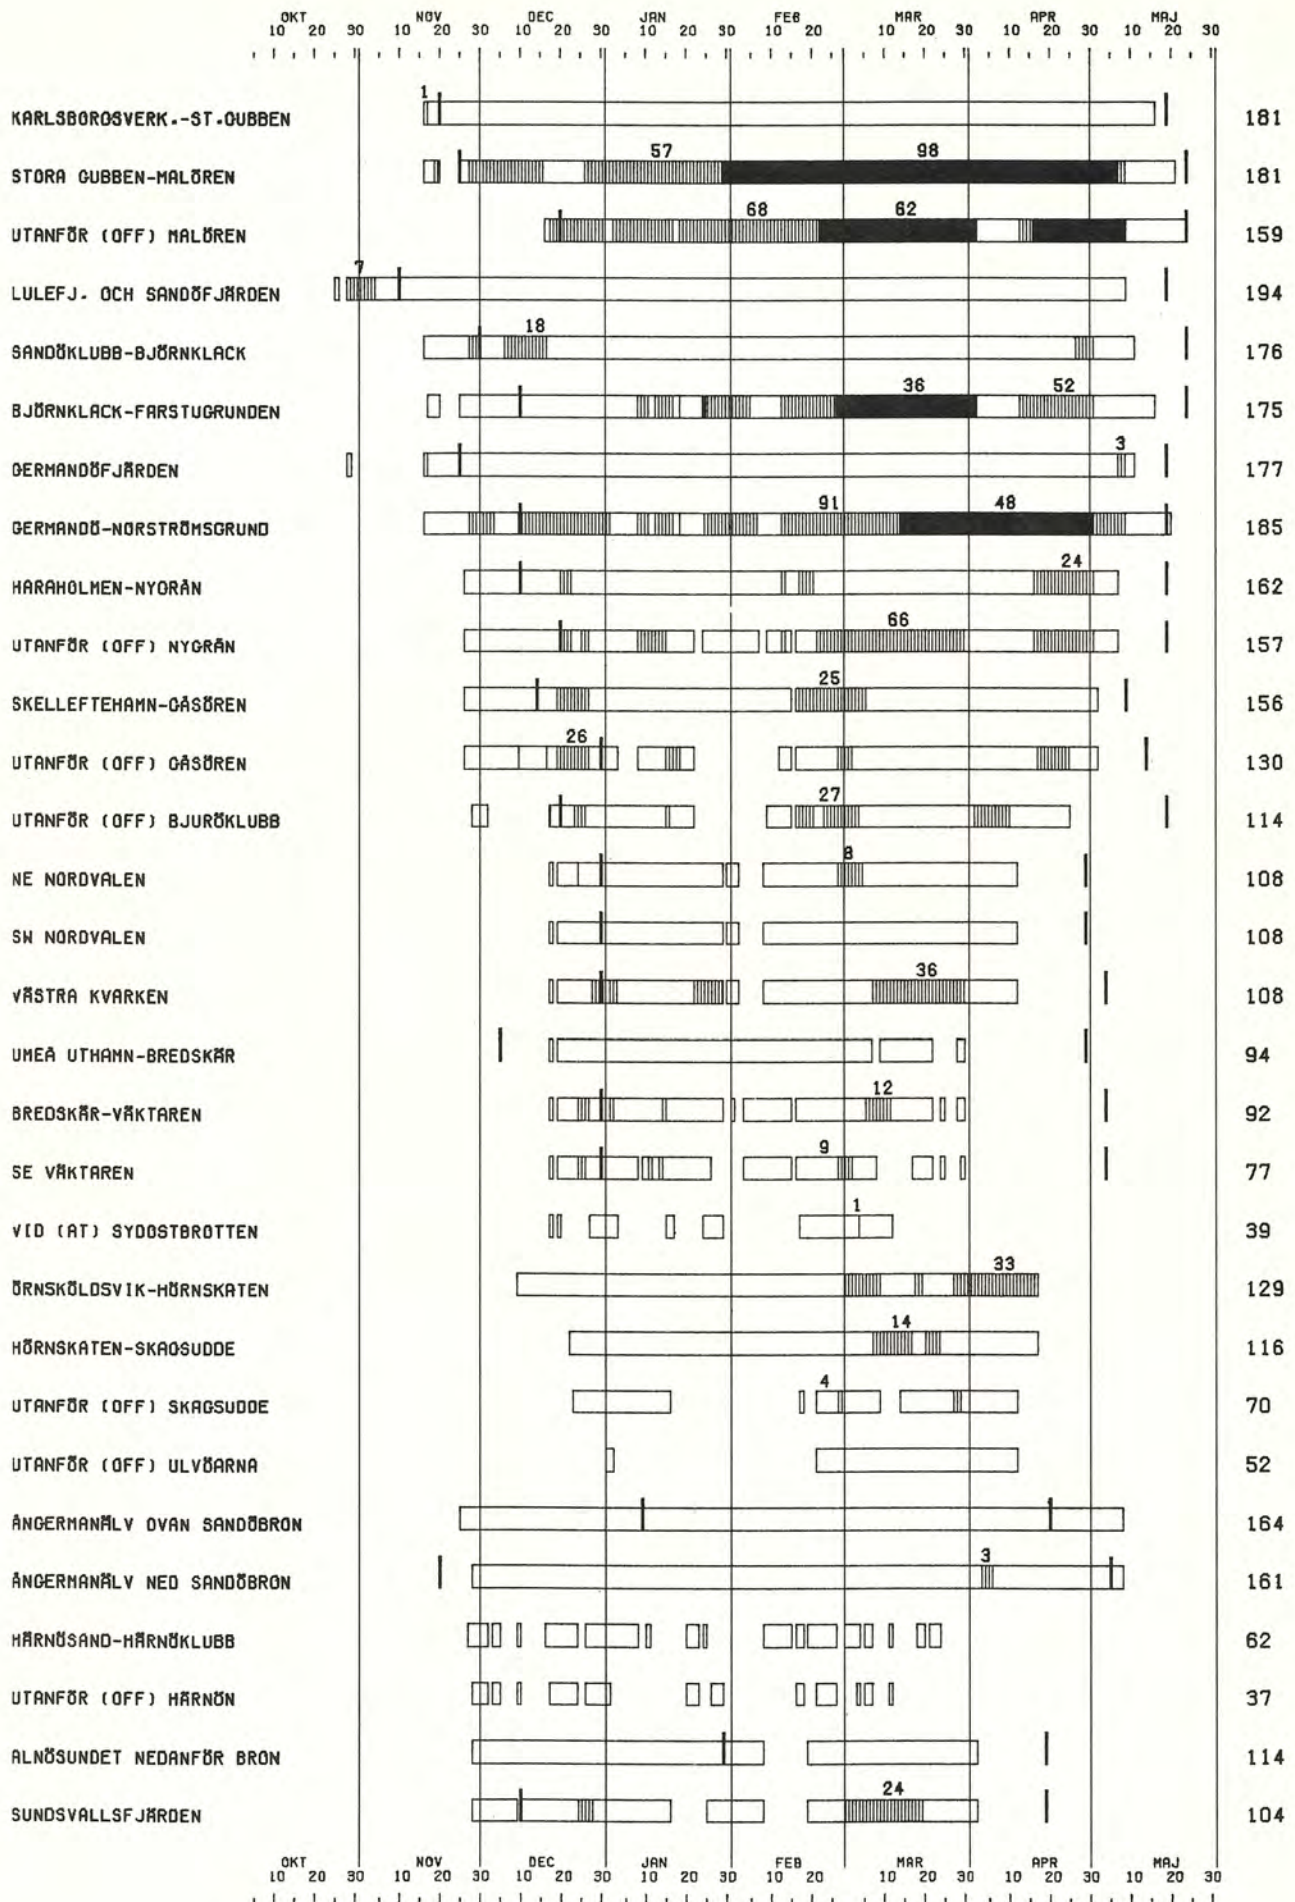 OKT NOV DEC JAN FEB MAR APR MAJ
10 20 30 10 20 30 10 20 30 10 20 30 10 20 10 20 30 10 20 30 10 20 30
KARLSBORGSVERK.-ST.GUBBEN 1 181
STORA GUBBEN-MALÖREN 57 98 181
UTANFÖR (OFF) MALÖREN 68 62 159
LULEFJ. OCH SANDÖFJÄRDEN 7 194
SANDÖKLUBB-BJÖRNKLACK 18 176
BJÖRNKLACK-FARSTUGRUNDEN 36 52 175
GERMANDÖFJÄRDEN 3 177
GERMANDÖ-NORSTRÖMSGRUND 91 48 185
HARAHOLMEN-NYGRÅN 24 162
UTANFÖR (OFF) NYGRÅN 66 157
SKELLEFTEHAMN-GÅSÖREN 25 156
UTANFÖR (OFF) GÅSÖREN 26 130
UTANFÖR (OFF) BJURÖKLUBB 27 114
NE NORDVALEN 8 108
SW NORDVALEN 108
VÄSTRA KVARKEN 36 108
UMEÅ UTHAMN-BREDSKÄR 94
BREDSKÄR-VÄKTAREN 12 92
SE VÄKTAREN 9 77
VID (AT) SYDOSTBROTTEN 1 39
ÖRNSKÖLDSVIK-HÖRNSKATEN 33 129
HÖRNSKATEN-SKAGSUDDE 14 116
UTANFÖR (OFF) SKAGSUDDE 4 70
UTANFÖR (OFF) ULVÖARNA 52
ÅNGERMANÄLV OVAN SANDÖBRON 164
ÅNGERMANÄLV NED SANDÖBRON 3 161
HÄRNÖSAND-HÄRNÖKLUBB 62
UTANFÖR (OFF) HÄRNÖN 37
ALNÖSUNDET NEDANFÖR BRON 114
SUNDSVALLSFJÄRDEN 24 104
OKT NOV DEC JAN FEB MAR APR MAJ
10 20 30 10 20 30 10 20 30 10 20 30 10 20 10 20 30 10 20 30 10 20 30